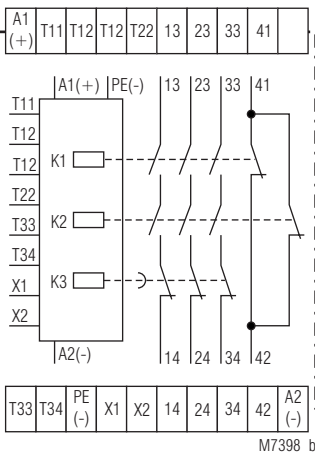 A1 (+) T11 T12 T12 T22 13 23 33 41
A1(+) PE(-) 13 23 33 41
T11
T12
T12
K1
T22
K2
T33
T34
K3
X1
X2
A2(-) 14 24 34 42
T33 T34 PE (-) X1 X2 14 24 34 42 A2 (-)
M7398 b